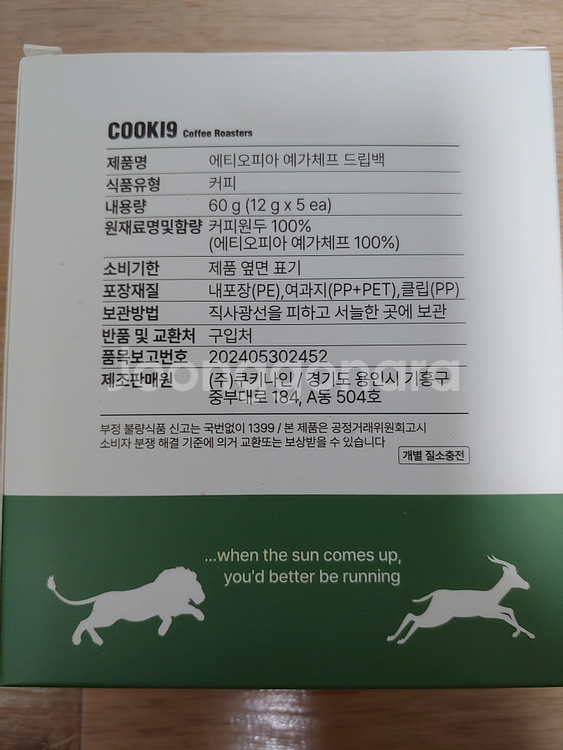 COOKI9 Coffee Roasters
제품명 에티오피아 예가체프 드립백
식품유형 커피
내용량 60 g (12 g x 5 ea)
원재료명및함량 커피원두 100%
(에티오피아 예가체프 100%)
소비기한 제품 옆면 표기
포장재질 내포장(PE),여과지(PP+PET),클립(PP)
보관방법 직사광선을 피하고 서늘한 곳에 보관
반품 및 교환처 구입처
품목보고번호 202405302452
제조판매원 (주)쿠키나인 / 경기도 용인시 기흥구
중부대로 184, A동 504호
joonggonara
부정 불량식품 신고는 국번없이 1399 / 본 제품은 공정거래위원회고시
소비자 분쟁 해결 기준에 의거 교환또는 보상받을 수 있습니다
개별 질소충전
...when the sun comes up,
you'd better be running